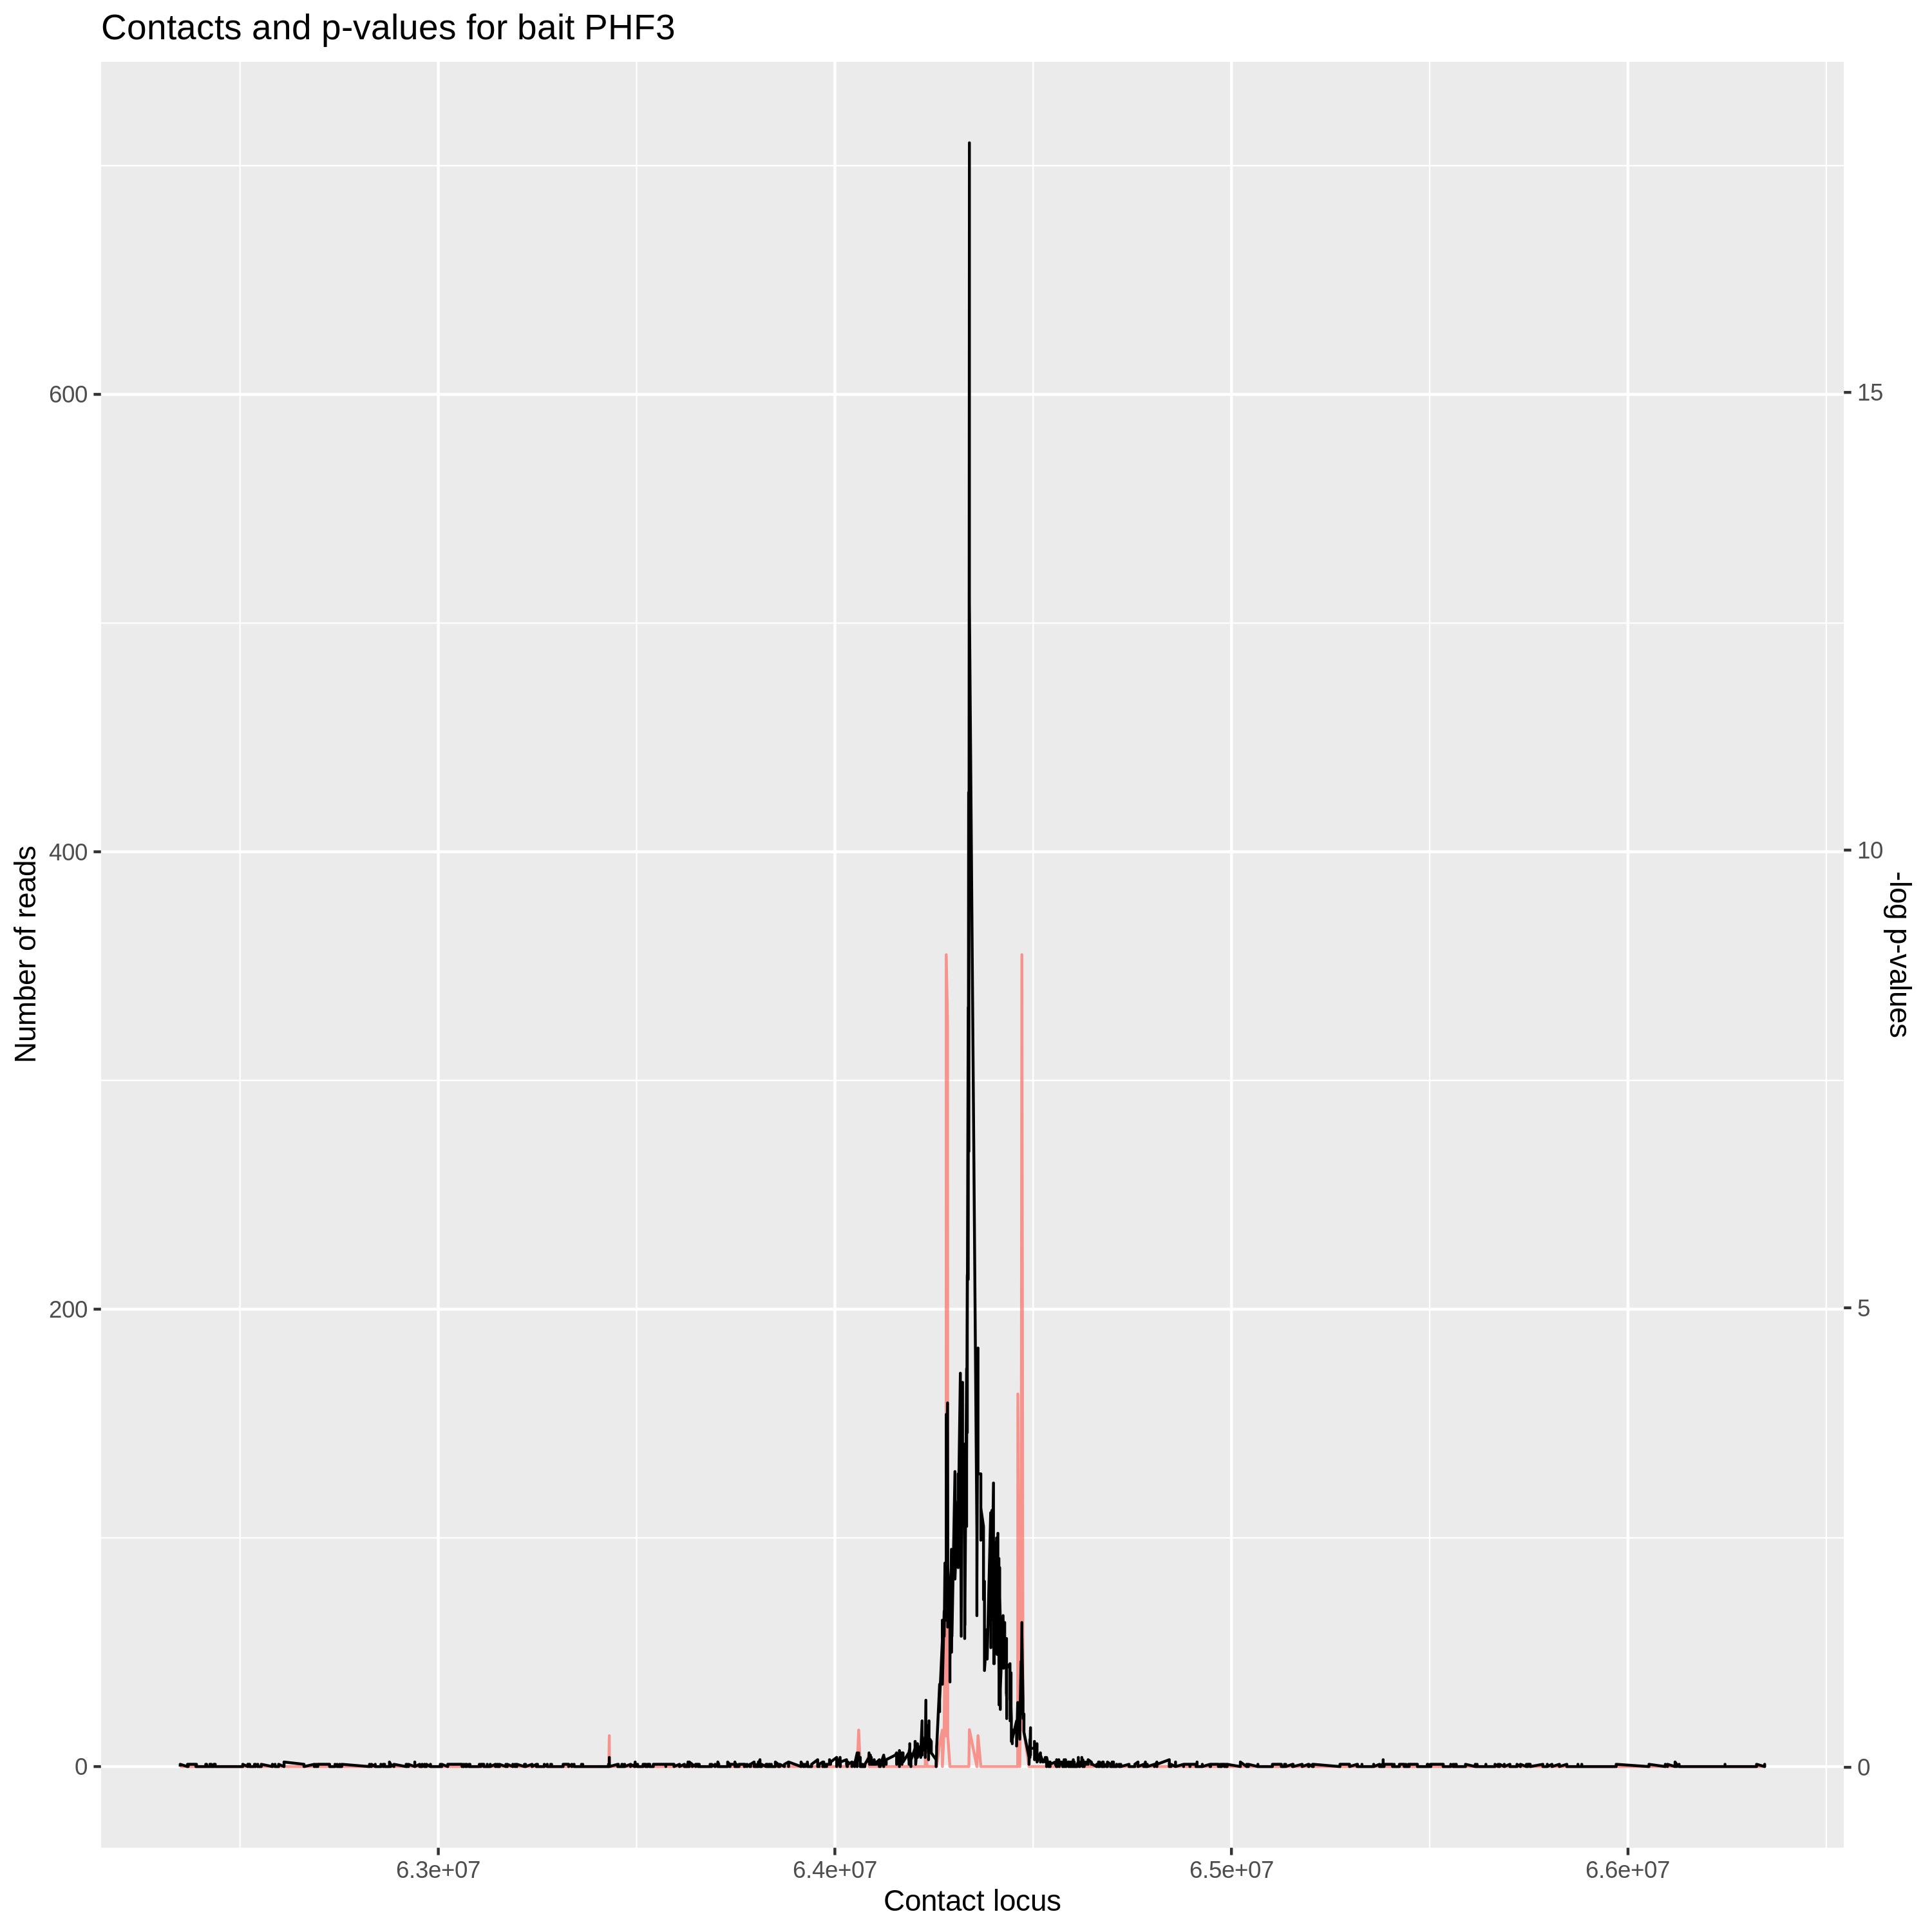 Contacts and p-values for bait PHF3
600
400
200
0
15
10
5
0
Number of reads
-log p-values
6.3e+07 6.4e+07 6.5e+07 6.6e+07
Contact locus